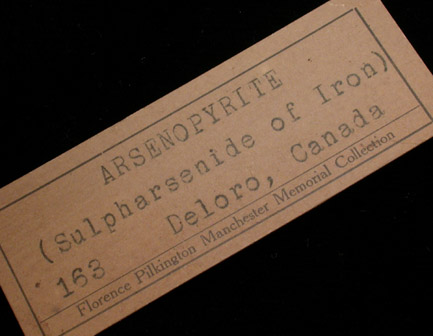 ARSENOPYRITE
(Sulpharsenide of Iron)
163 Deloro, Canada
Florence Pilkington Manchester Memorial Collection